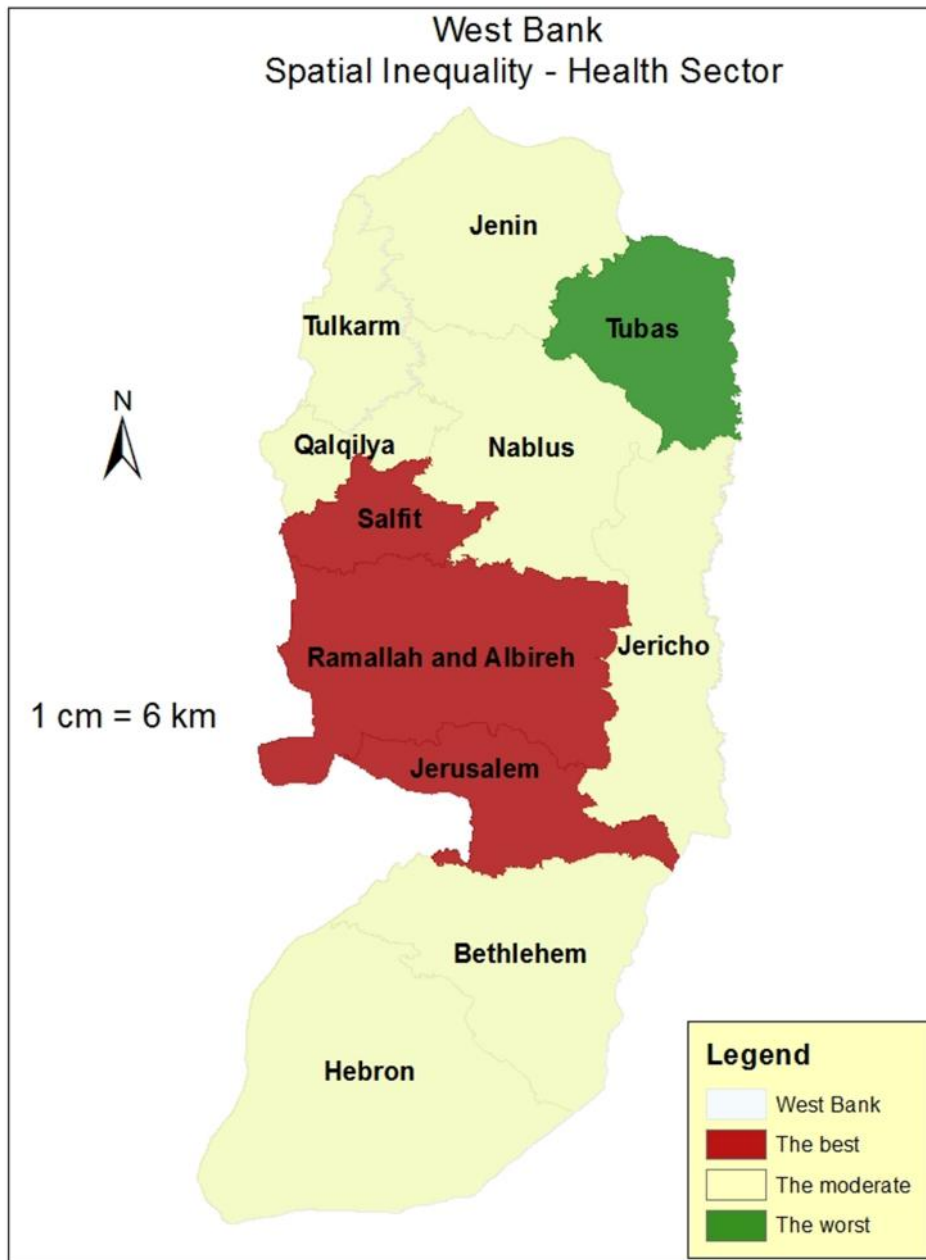 West Bank
Spatial Inequality - Health Sector
Jenin
Tubas
Tulkarm
N
Qalqilya
Nablus
Salfit
Jericho
Ramallah and Albireh
1 cm = 6 km
Jerusalem
Bethlehem
Hebron
Legend
West Bank
The best
The moderate
The worst